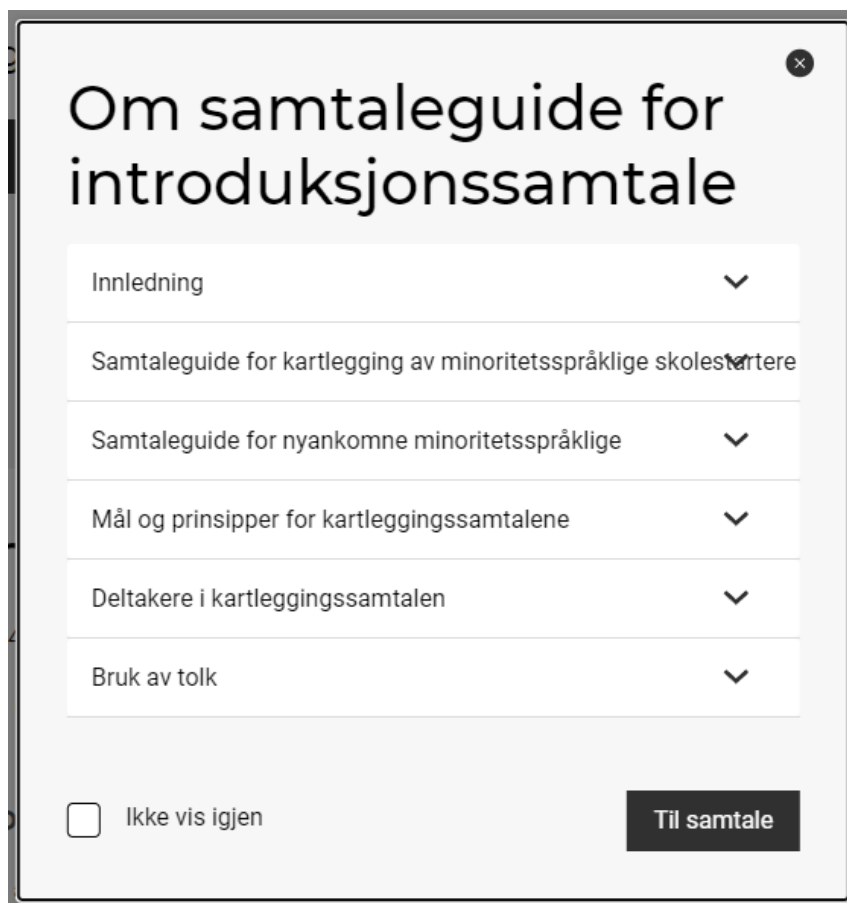 Om samtaleguide for
introduksjonssamtale
Innledning
Samtaleguide for kartlegging av minoritetsspråklige skolestartere
Samtaleguide for nyankomne minoritetsspråklige
Mål og prinsipper for kartleggingssamtalene
Deltakere i kartleggingssamtalen
Bruk av tolk
Ikke vis igjen
Til samtale